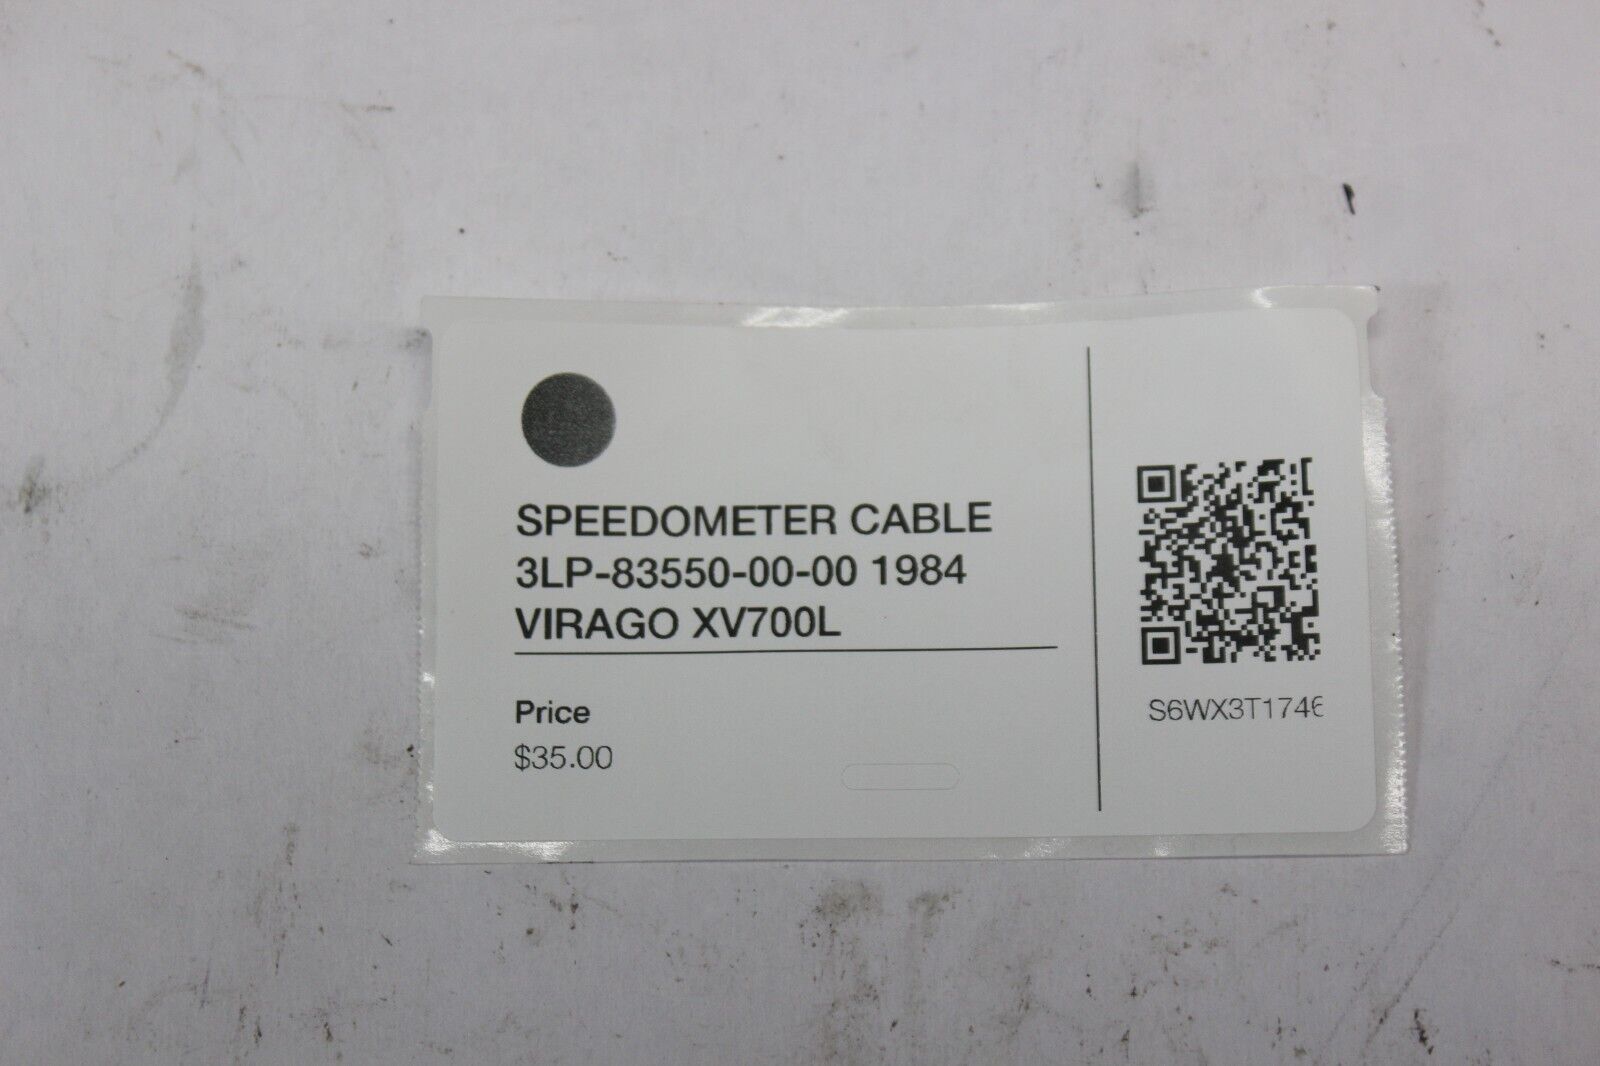 SPEEDOMETER CABLE
3LP-83550-00-00 1984
VIRAGO XV700L
Price
$35.00
S6WX3T1746